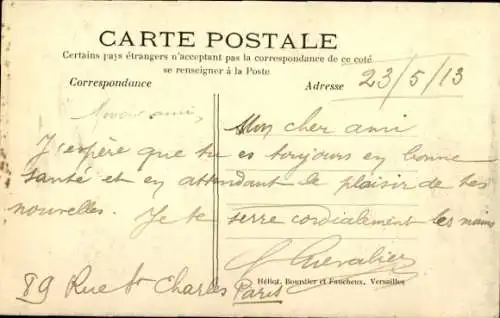 CARTE POSTALE
Certains pays étrangers n'acceptant pas la correspondance de ce coté
se renseigner à la Poste
Correspondance
Adresse
23/5/13
Mon cher ami
J'espère que tu es toujours en bonne
santé et en attendant le plaisir de tes
nouvelles. Je te serre cordialement les mains
Chevalier
89 Rue St Charles Paris
Héliot, Bourdier et Faucheux, Versailles